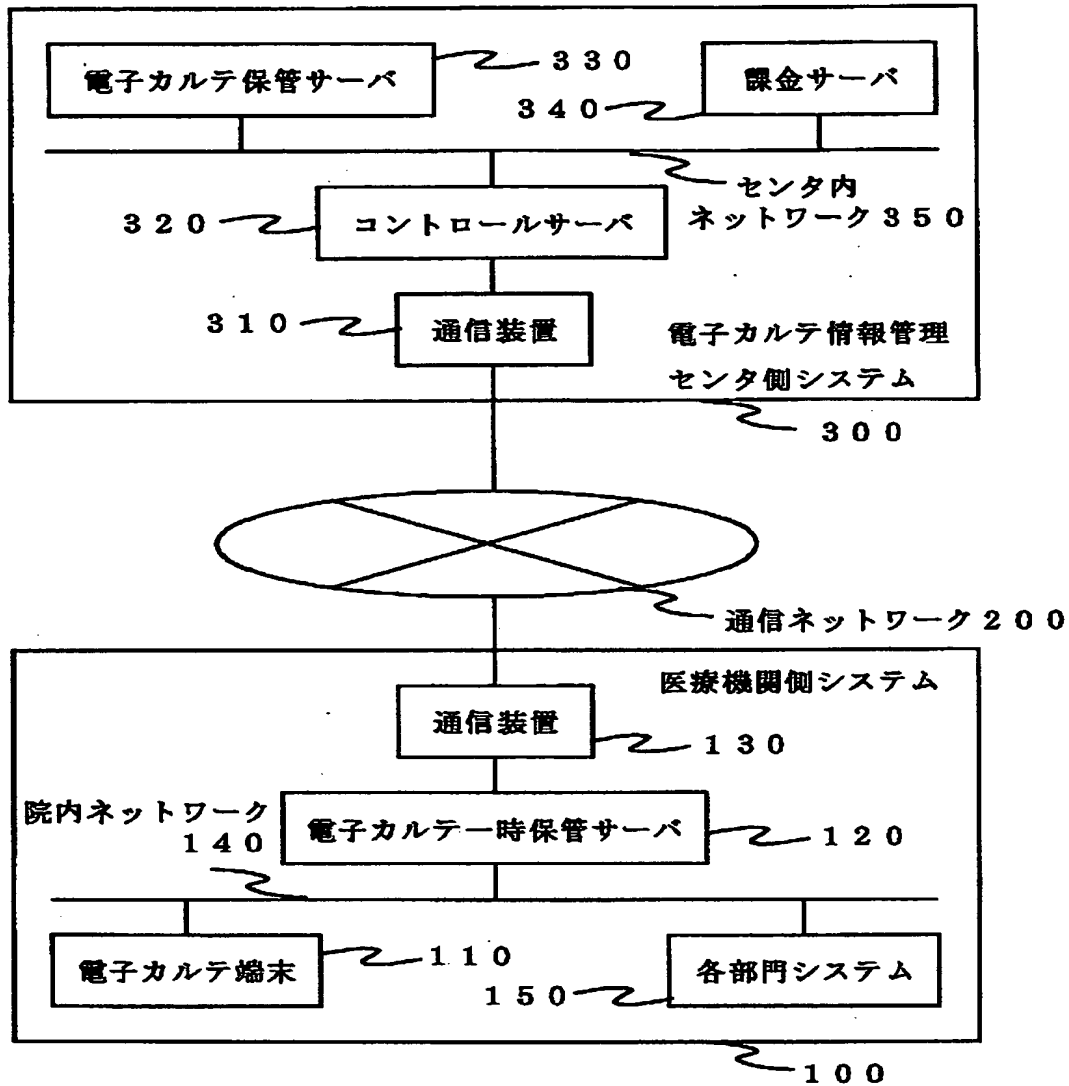 電子カルテ保管サーバ
３３０
課金サーバ
３４０
センタ内
ネットワーク３５０
３２０
コントロールサーバ
３１０
通信装置
電子カルテ情報管理
センタ側システム
３００
通信ネットワーク２００
医療機関側システム
通信装置
１３０
院内ネットワーク
１４０
電子カルテ一時保管サーバ
１２０
電子カルテ端末
１１０
１５０
各部門システム
１００